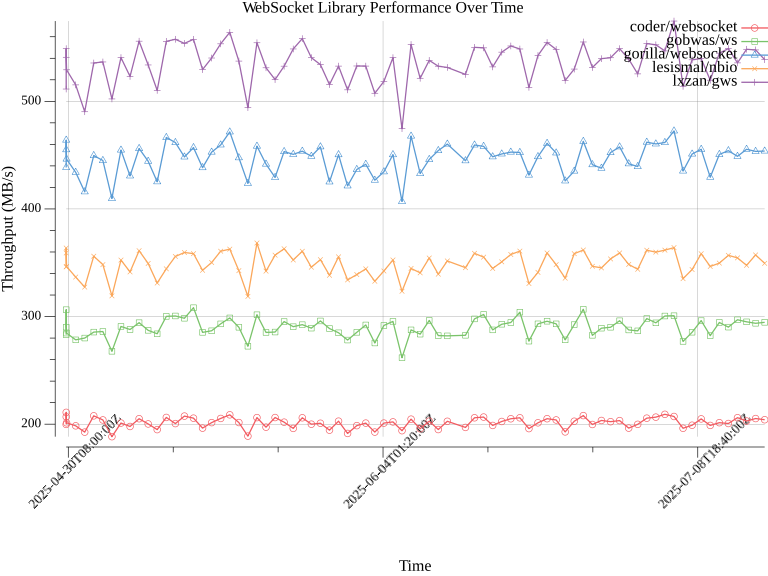 WebSocket Library Performance Over Time
coder/websocket
gobwas/ws
gorilla/websocket
lesismal/nbio
lxzan/gws
Throughput (MB/s)
500
400
300
200
2025-04-30T08:00:00Z
2025-06-04T01:20:00Z
2025-07-08T18:40:00Z
Time